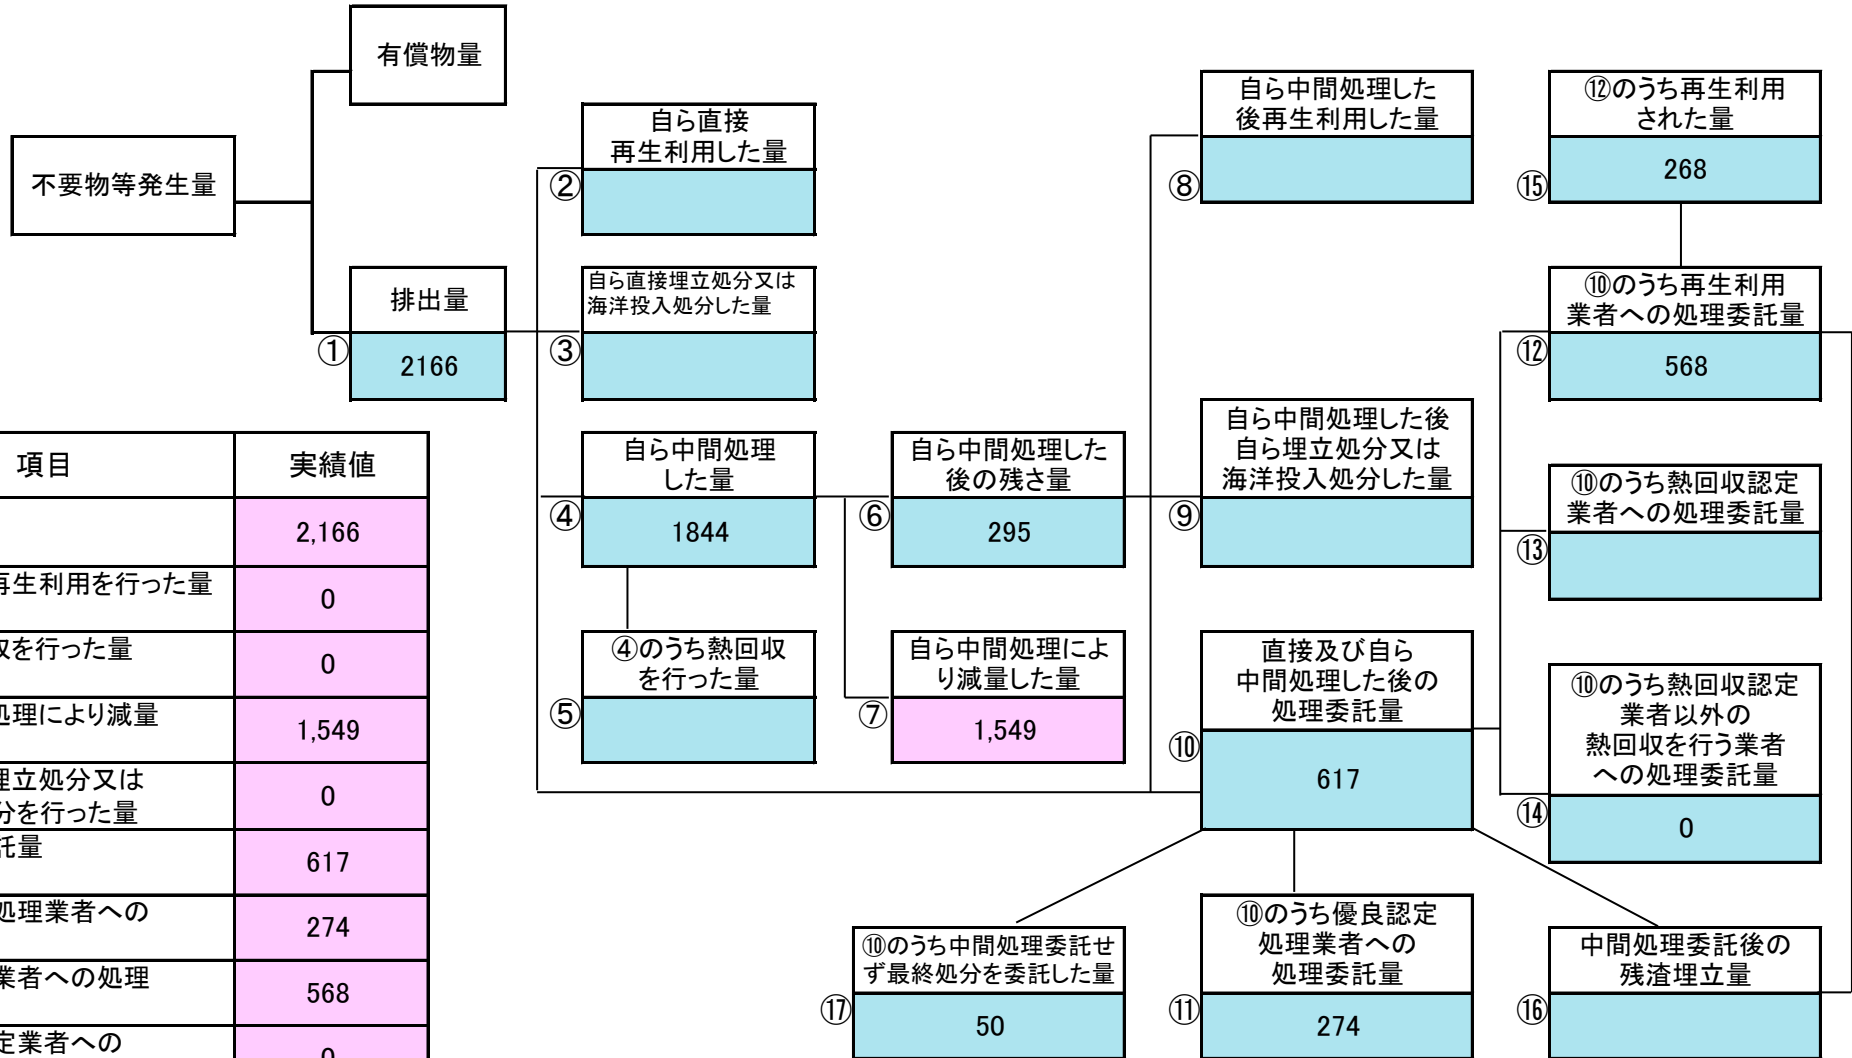 有償物量
不要物等発生量
排出量
①
2166
自ら直接
再生利用した量
②
自ら直接埋立処分又は
海洋投入処分した量
③
自ら中間処理
した量
④
1844
④のうち熱回収
を行った量
⑤
自ら中間処理した
後の残さ量
⑥
295
自ら中間処理によ
り減量した量
⑦
1,549
自ら中間処理した
後再生利用した量
⑧
自ら中間処理した後
自ら埋立処分又は
海洋投入処分した量
⑨
直接及び自ら
中間処理した後の
処理委託量
⑩
617
⑫のうち再生利用
された量
⑮
268
⑩のうち再生利用
業者への処理委託量
⑫
568
⑩のうち熱回収認定
業者への処理委託量
⑬
⑩のうち熱回収認定
業者以外の
熱回収を行う業者
への処理委託量
⑭
0
⑩のうち中間処理委託せ
ず最終処分を委託した量
⑰
50
⑩のうち優良認定
処理業者への
処理委託量
⑪
274
中間処理委託後の
残渣埋立量
⑯
項目 実績値
2,166
再生利用を行った量
0
を行った量
0
処理により減量
1,549
埋立処分又は
分を行った量
0
託量
617
処理業者への
274
業者への処理
568
定業者への
0